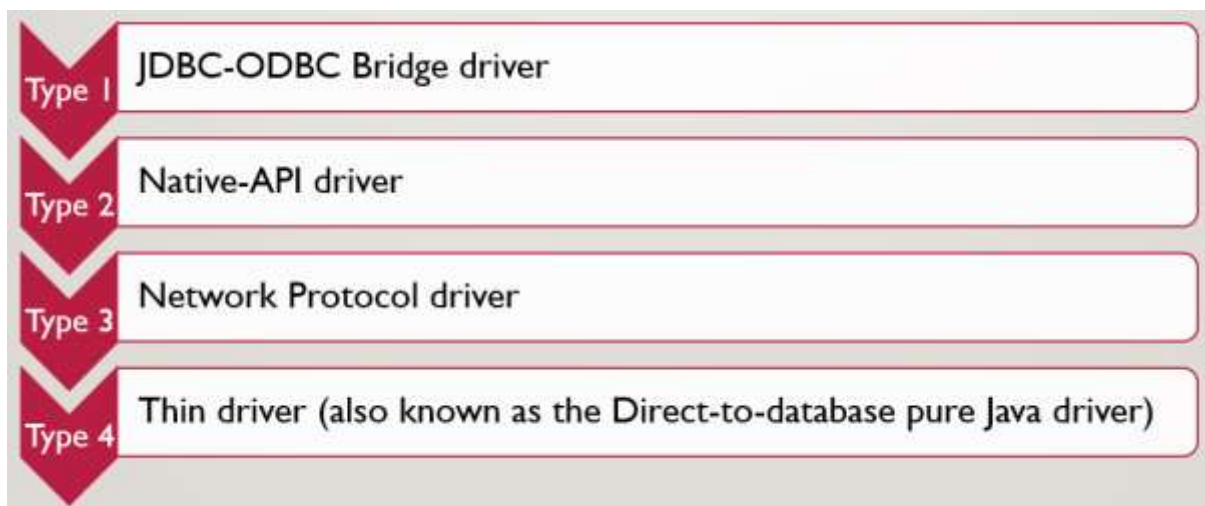 Type 1
JDBC-ODBC Bridge driver
Type 2
Native-API driver
Type 3
Network Protocol driver
Type 4
Thin driver (also known as the Direct-to-database pure Java driver)